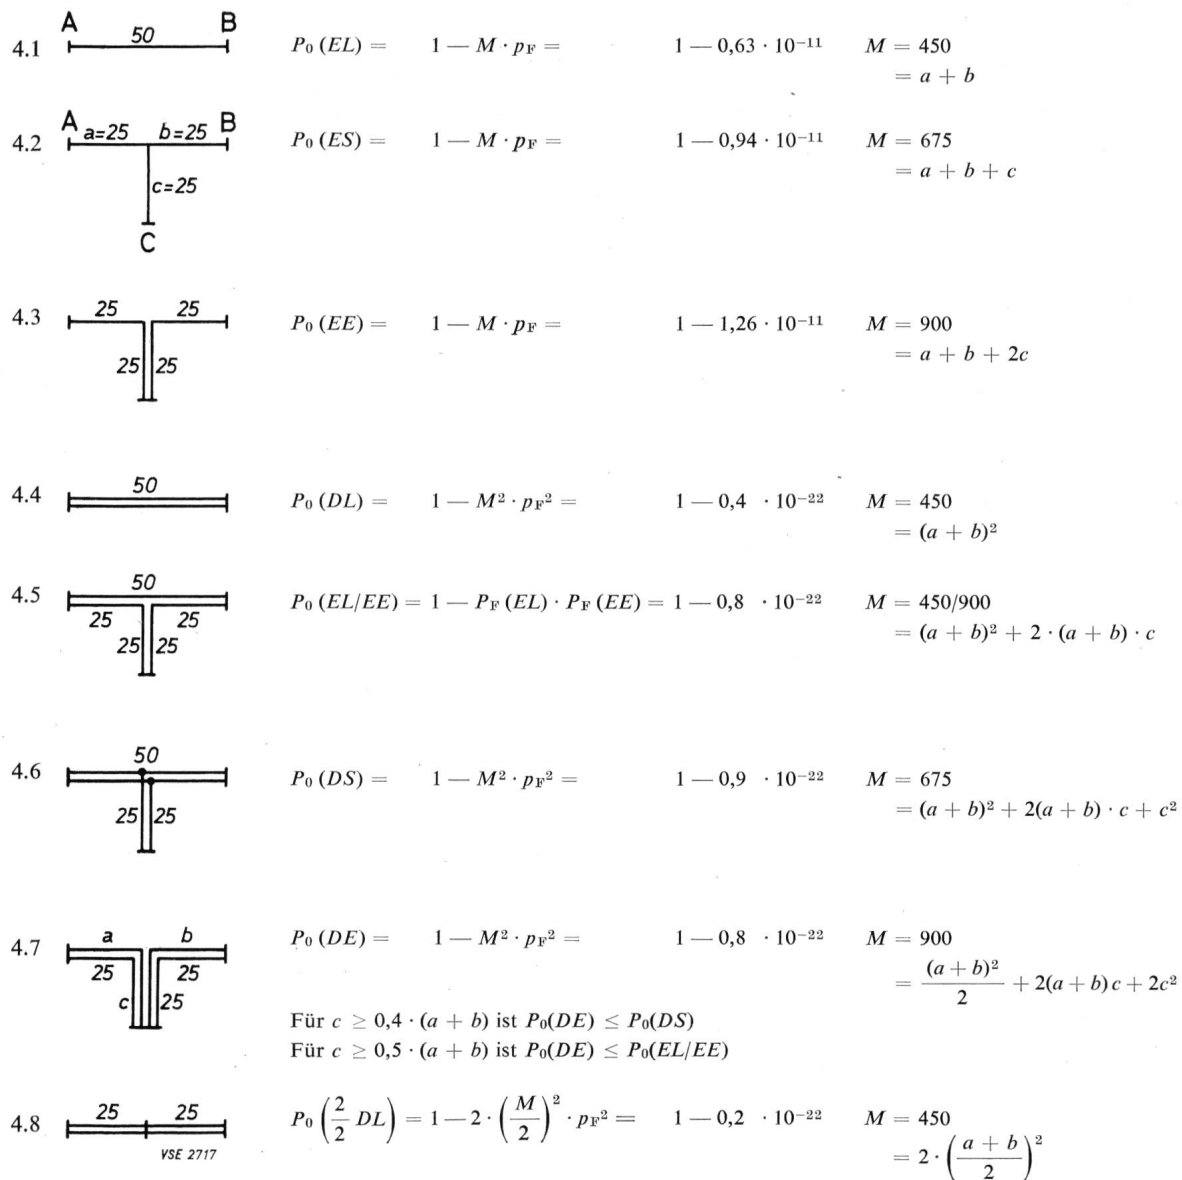 A B
4.1 50 P₀ (EL) = 1 — M · p_F = 1 — 0,63 · 10⁻¹¹ M = 450
= a + b
A a=25 b=25 B
4.2 P₀ (ES) = 1 — M · p_F = 1 — 0,94 · 10⁻¹¹ M = 675
= a + b + c
c=25
C
4.3 25 25 P₀ (EE) = 1 — M · p_F = 1 — 1,26 · 10⁻¹¹ M = 900
= a + b + 2c
25 25
4.4 50 P₀ (DL) = 1 — M² · p_F² = 1 — 0,4 · 10⁻²² M = 450
= (a + b)²
50
4.5 P₀ (EL/EE) = 1 — P_F (EL) · P_F (EE) = 1 — 0,8 · 10⁻²² M = 450/900
25 25
= (a + b)² + 2 · (a + b) · c
25 25
50
4.6 P₀ (DS) = 1 — M² · p_F² = 1 — 0,9 · 10⁻²² M = 675
= (a + b)² + 2(a + b) · c + c²
25 25
a b
4.7 P₀ (DE) = 1 — M² · p_F² = 1 — 0,8 · 10⁻²² M = 900
25 25
= (a + b)²/2 + 2(a + b) c + 2c²
c 25
Für c ≥ 0,4 · (a + b) ist P₀(DE) ≤ P₀(DS)
Für c ≥ 0,5 · (a + b) ist P₀(DE) ≤ P₀(EL/EE)
4.8 25 25 P₀ (2/2 DL) = 1 — 2 · (M/2)² · p_F² = 1 — 0,2 · 10⁻²² M = 450
= 2 · ((a + b)/2)²
VSE 2717